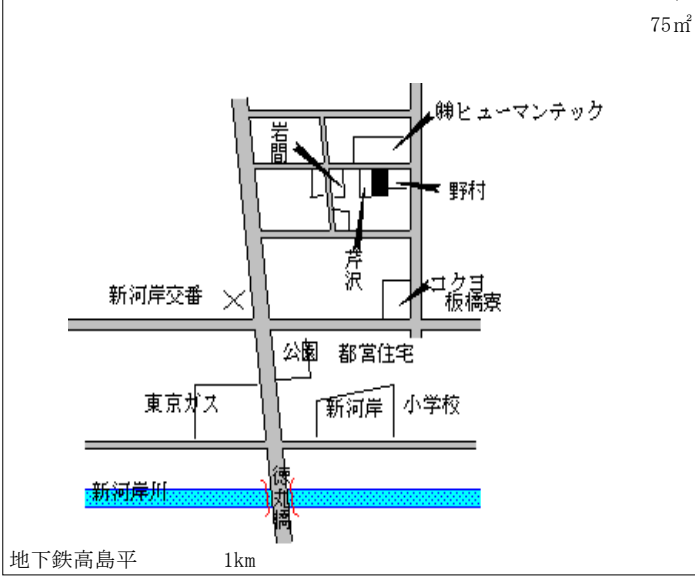 75㎡
㈱ヒューマンテック
岩間
野村
芹沢
新河岸交番
コクヨ
板橋寮
公園 都営住宅
東京ガス
新河岸 小学校
新河岸川
徳丸橋
地下鉄高島平 1km